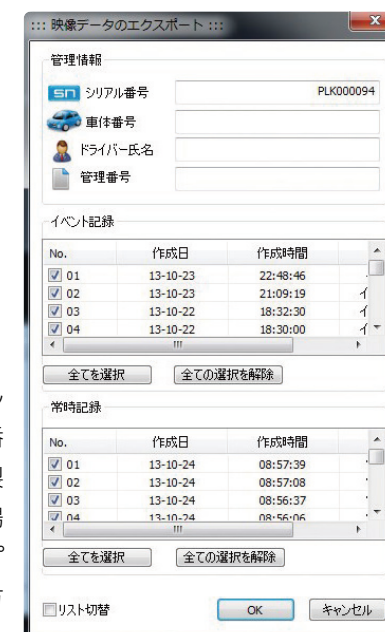 ::: 映像データのエクスポート ::: x
管理情報
sn シリアル番号 PLK000094
車体番号
ドライバー氏名
管理番号
イベント記録
No. 作成日 作成時間
01 13-10-23 22:48:46
02 13-10-23 21:09:19 イ
03 13-10-22 18:32:30 イ
04 13-10-22 18:30:00 イ
全てを選択 全ての選択を解除
常時記録
No. 作成日 作成時間
01 13-10-24 08:57:39
02 13-10-24 08:57:08
03 13-10-24 08:56:37
04 13-10-24 08:56:06
全てを選択 全ての選択を解除
リスト切替 OK キャンセル